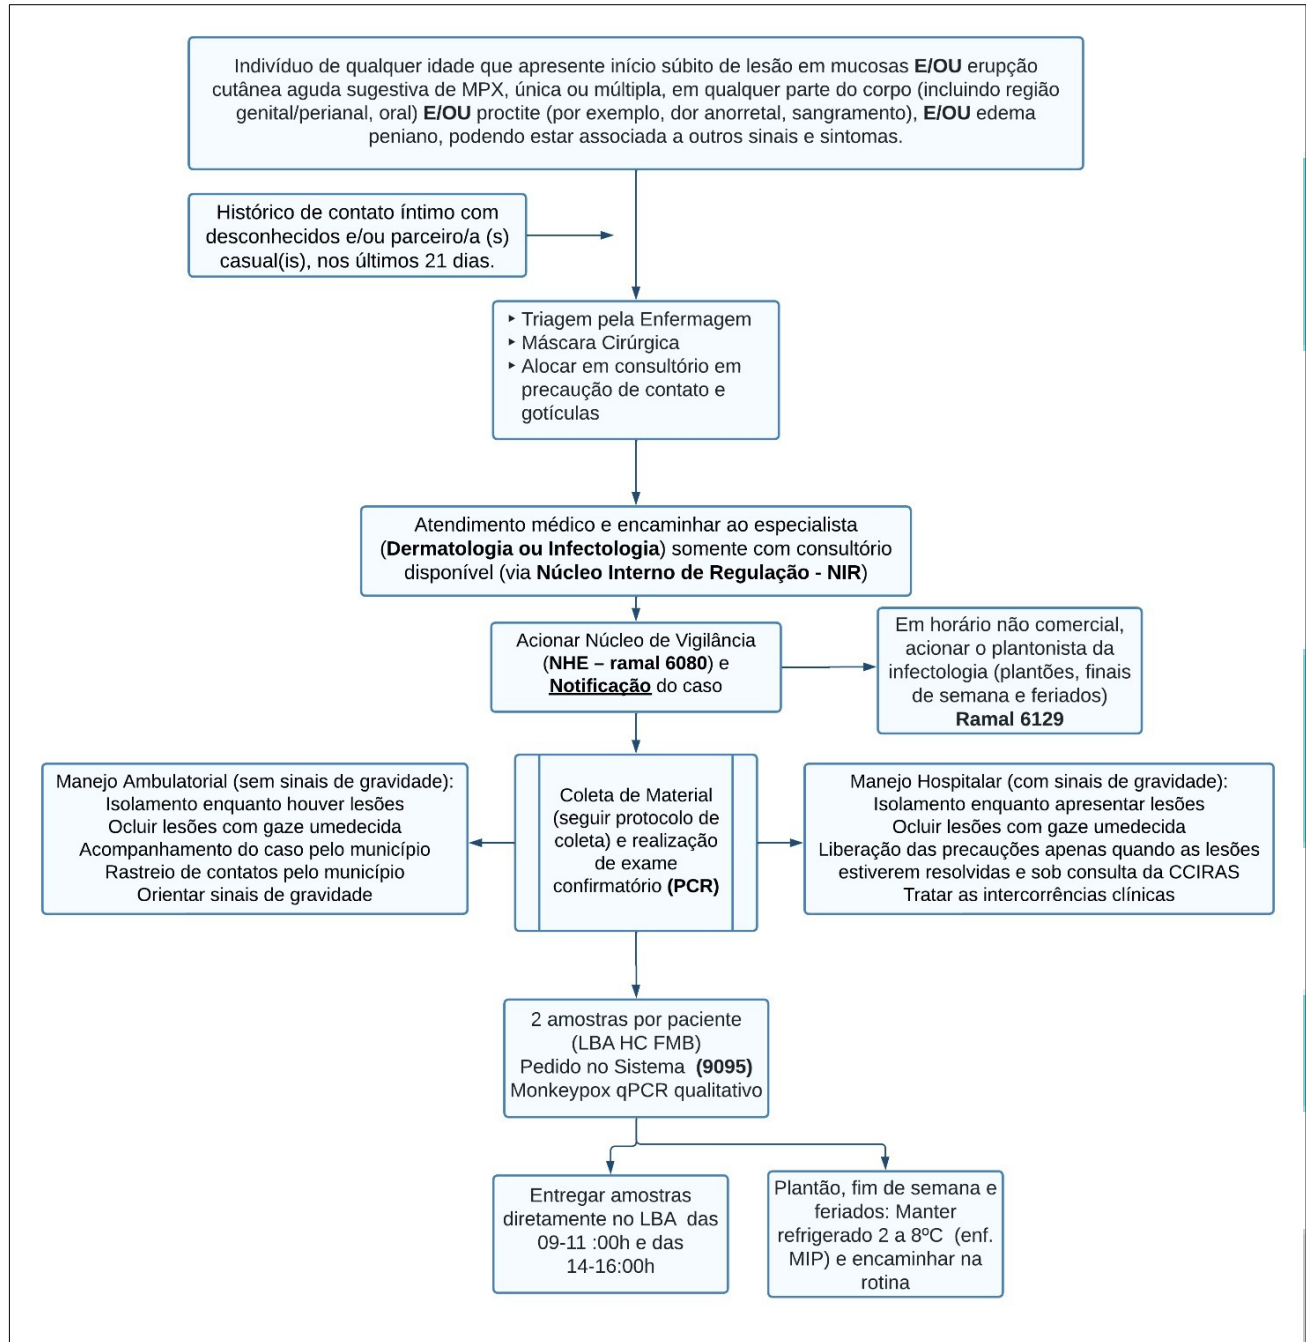 Indivíduo de qualquer idade que apresente início súbito de lesão em mucosas E/OU erupção
cutânea aguda sugestiva de MPX, única ou múltipla, em qualquer parte do corpo (incluindo região
genital/perianal, oral) E/OU proctite (por exemplo, dor anorretal, sangramento), E/OU edema
peniano, podendo estar associada a outros sinais e sintomas.
Histórico de contato íntimo com
desconhecidos e/ou parceiro/a (s)
casual(is), nos últimos 21 dias.
‣ Triagem pela Enfermagem
‣ Máscara Cirúrgica
‣ Alocar em consultório em
precaução de contato e
gotículas
Atendimento médico e encaminhar ao especialista
(Dermatologia ou Infectologia) somente com consultório
disponível (via Núcleo Interno de Regulação - NIR)
Acionar Núcleo de Vigilância
(NHE – ramal 6080) e
Notificação do caso
Em horário não comercial,
acionar o plantonista da
infectologia (plantões, finais
de semana e feriados)
Ramal 6129
Manejo Ambulatorial (sem sinais de gravidade):
Isolamento enquanto houver lesões
Ocluir lesões com gaze umedecida
Acompanhamento do caso pelo município
Rastreio de contatos pelo município
Orientar sinais de gravidade
Coleta de Material
(seguir protocolo de
coleta) e realização
de exame
confirmatório (PCR)
Manejo Hospitalar (com sinais de gravidade):
Isolamento enquanto apresentar lesões
Ocluir lesões com gaze umedecida
Liberação das precauções apenas quando as lesões
estiverem resolvidas e sob consulta da CCIRAS
Tratar as intercorrências clínicas
2 amostras por paciente
(LBA HC FMB)
Pedido no Sistema (9095)
Monkeypox qPCR qualitativo
Entregar amostras
diretamente no LBA das
09-11 :00h e das
14-16:00h
Plantão, fim de semana e
feriados: Manter
refrigerado 2 a 8ºC (enf.
MIP) e encaminhar na
rotina